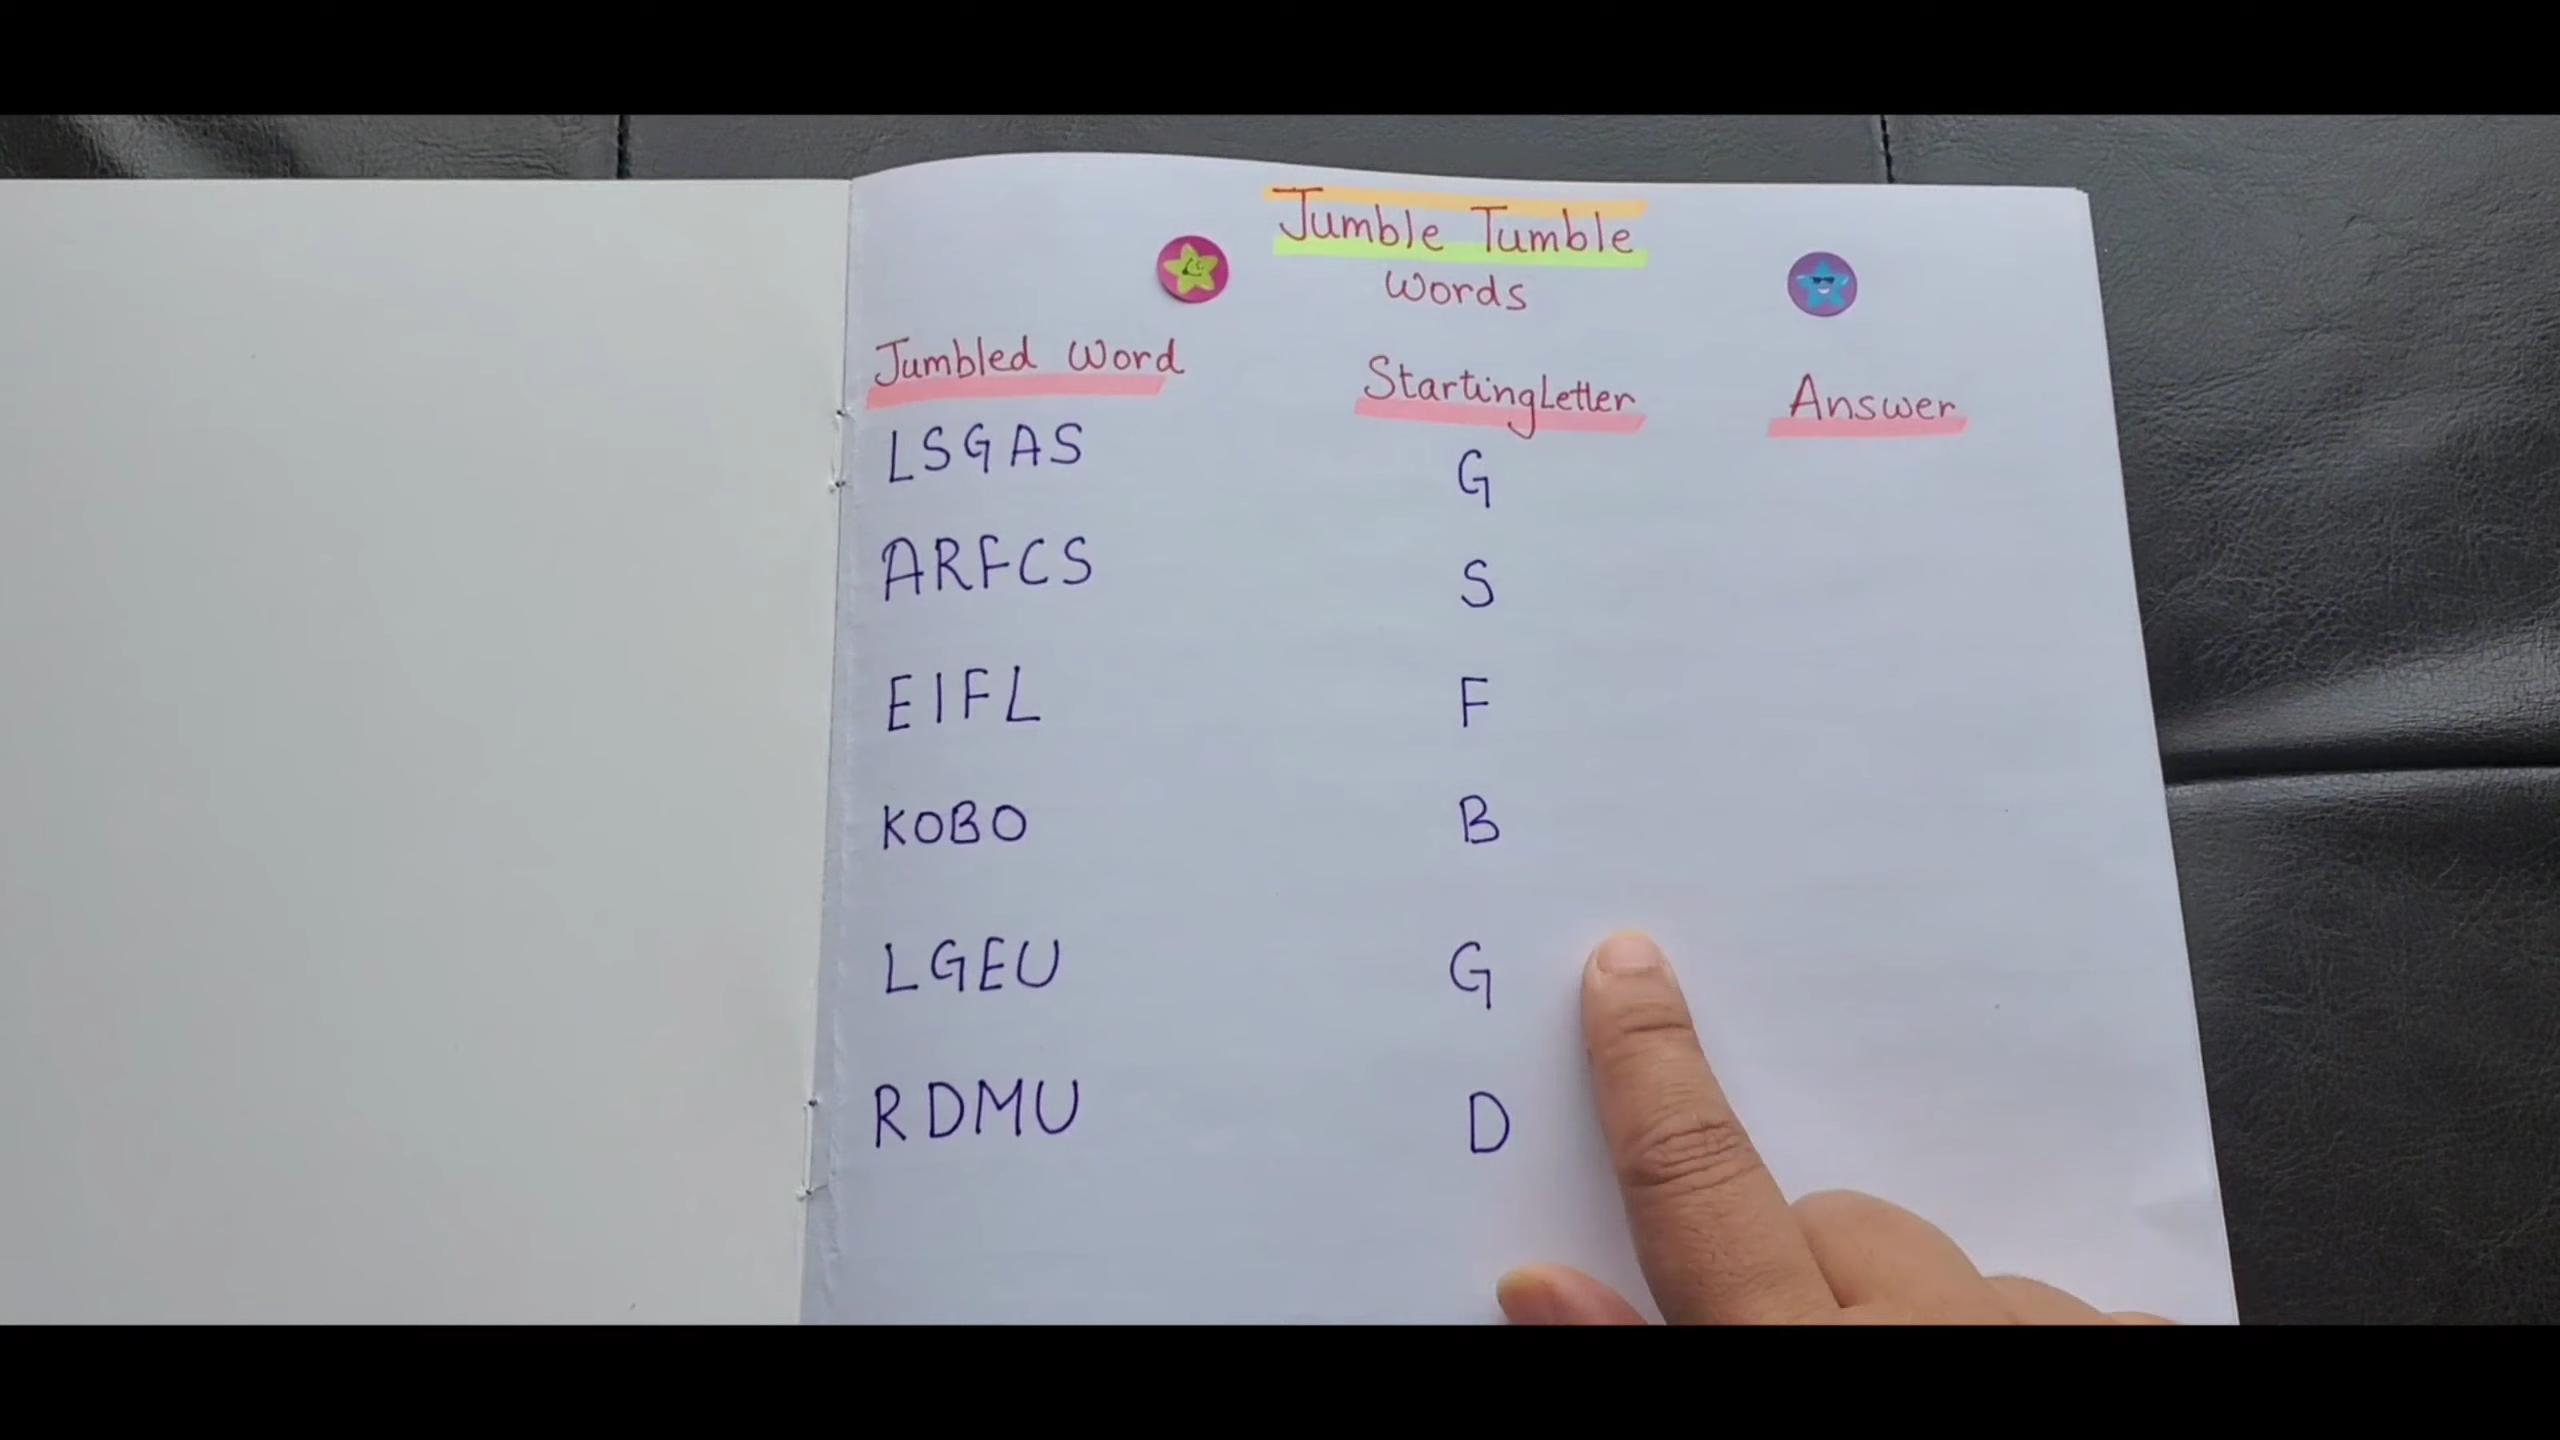 Jumble Tumble
Words
Jumbled Word StartingLetter Answer
LSGAS G
ARFCS S
EIFL F
KOBO B
LGEU G
RDMU D